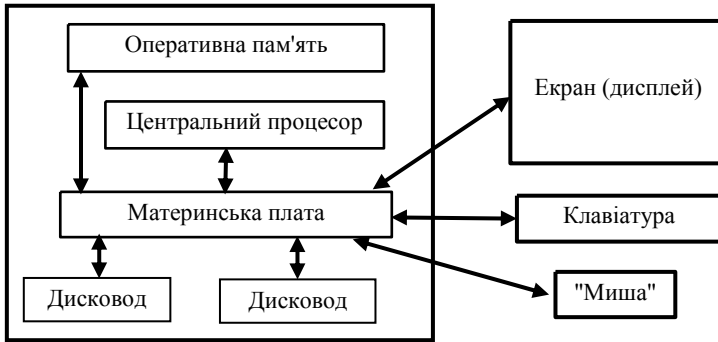 Оперативна пам'ять
Екран (дисплей)
Центральний процесор
Материнська плата
Клавіатура
Дисковод
Дисковод
"Миша"